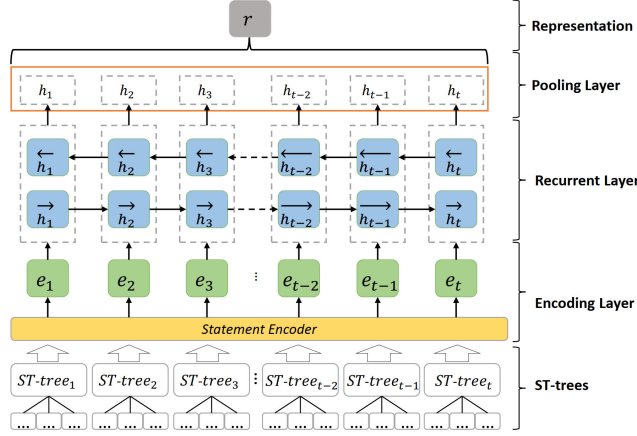 r
Representation
h₁ h₂ h₃ hₜ₋₂ hₜ₋₁ hₜ
Pooling Layer
←h₁ ←h₂ ←h₃ ←hₜ₋₂ ←hₜ₋₁ ←hₜ
Recurrent Layer
→h₁ →h₂ →h₃ →hₜ₋₂ →hₜ₋₁ →hₜ
e₁ e₂ e₃ ⋮ eₜ₋₂ eₜ₋₁ eₜ
Encoding Layer
Statement Encoder
ST-tree₁ ST-tree₂ ST-tree₃ ⋮ ST-treeₜ₋₂ ST-treeₜ₋₁ ST-treeₜ
ST-trees
... ... ... ... ... ... ... ... ... ... ... ... ... ... ... ... ... ...